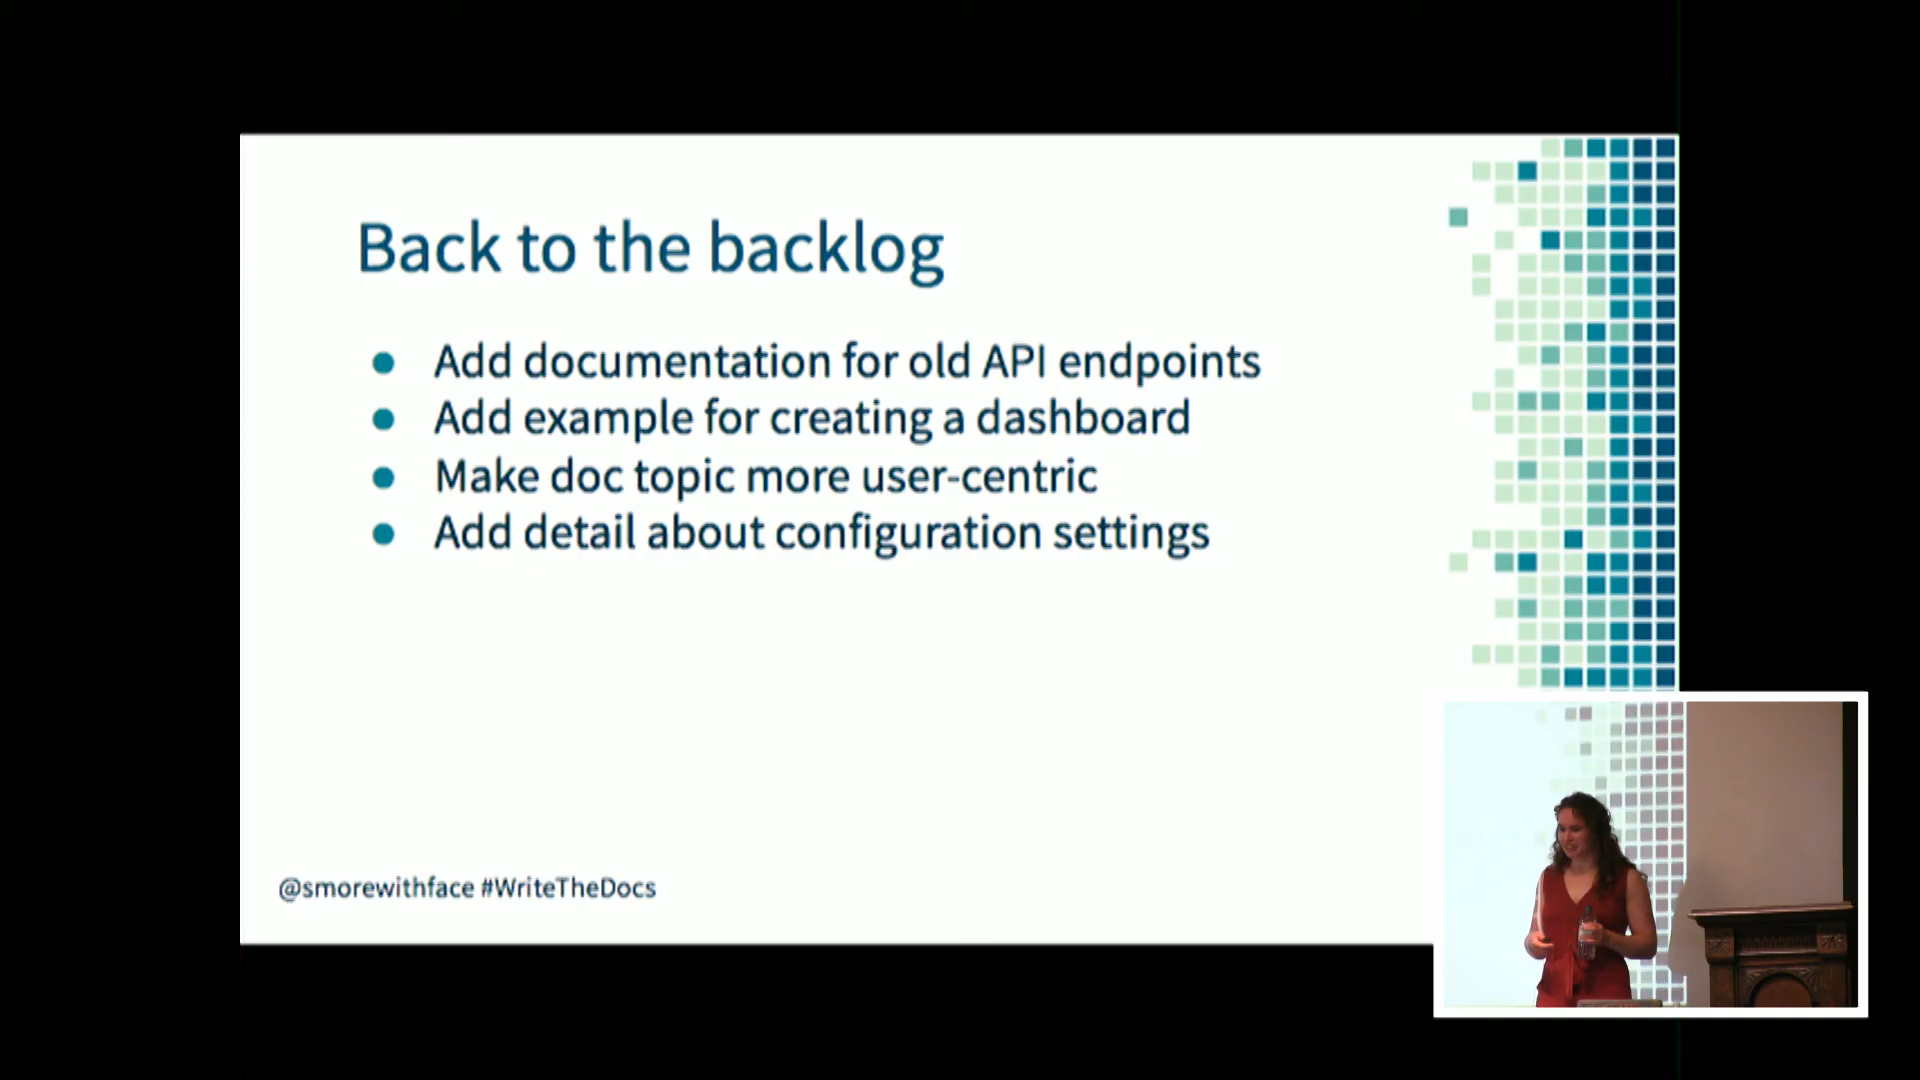 Back to the backlog
Add documentation for old API endpoints
Add example for creating a dashboard
Make doc topic more user-centric
Add detail about configuration settings
@smorewithface #WriteTheDocs